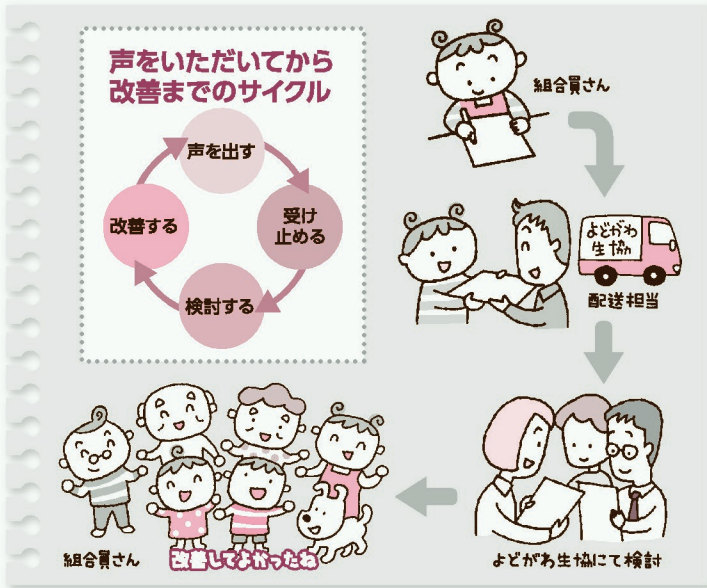 声をいただいてから
改善までのサイクル
声を出す
受け
止める
検討する
改善する
組合員さん
よどがわ
生協
配送担当
よどがわ生協にて検討
組合員さん
改善してよかったね